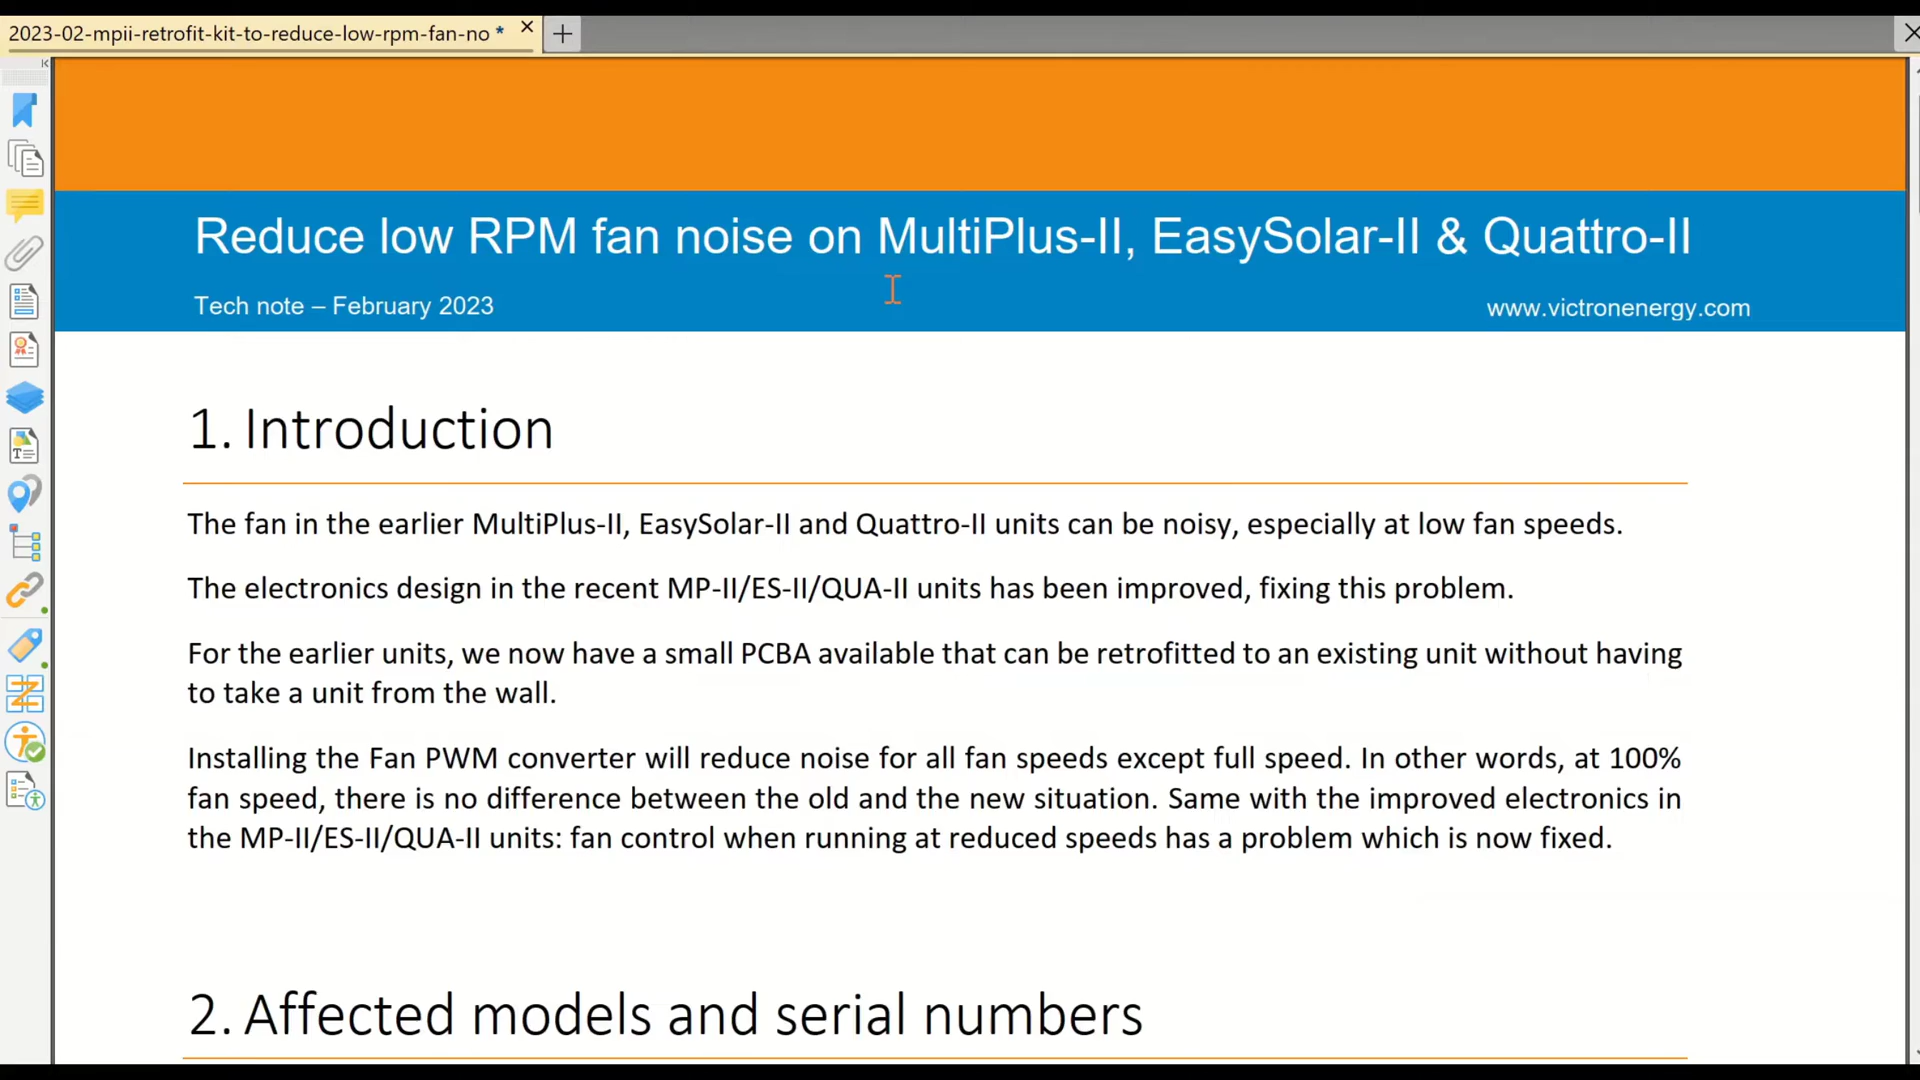 2023-02-mpii-retrofit-kit-to-reduce-low-rpm-fan-no *
Reduce low RPM fan noise on MultiPlus-II, EasySolar-II & Quattro-II
Tech note – February 2023
www.victronenergy.com
1. Introduction
The fan in the earlier MultiPlus-II, EasySolar-II and Quattro-II units can be noisy, especially at low fan speeds.
The electronics design in the recent MP-II/ES-II/QUA-II units has been improved, fixing this problem.
For the earlier units, we now have a small PCBA available that can be retrofitted to an existing unit without having
to take a unit from the wall.
Installing the Fan PWM converter will reduce noise for all fan speeds except full speed. In other words, at 100%
fan speed, there is no difference between the old and the new situation. Same with the improved electronics in
the MP-II/ES-II/QUA-II units: fan control when running at reduced speeds has a problem which is now fixed.
2. Affected models and serial numbers